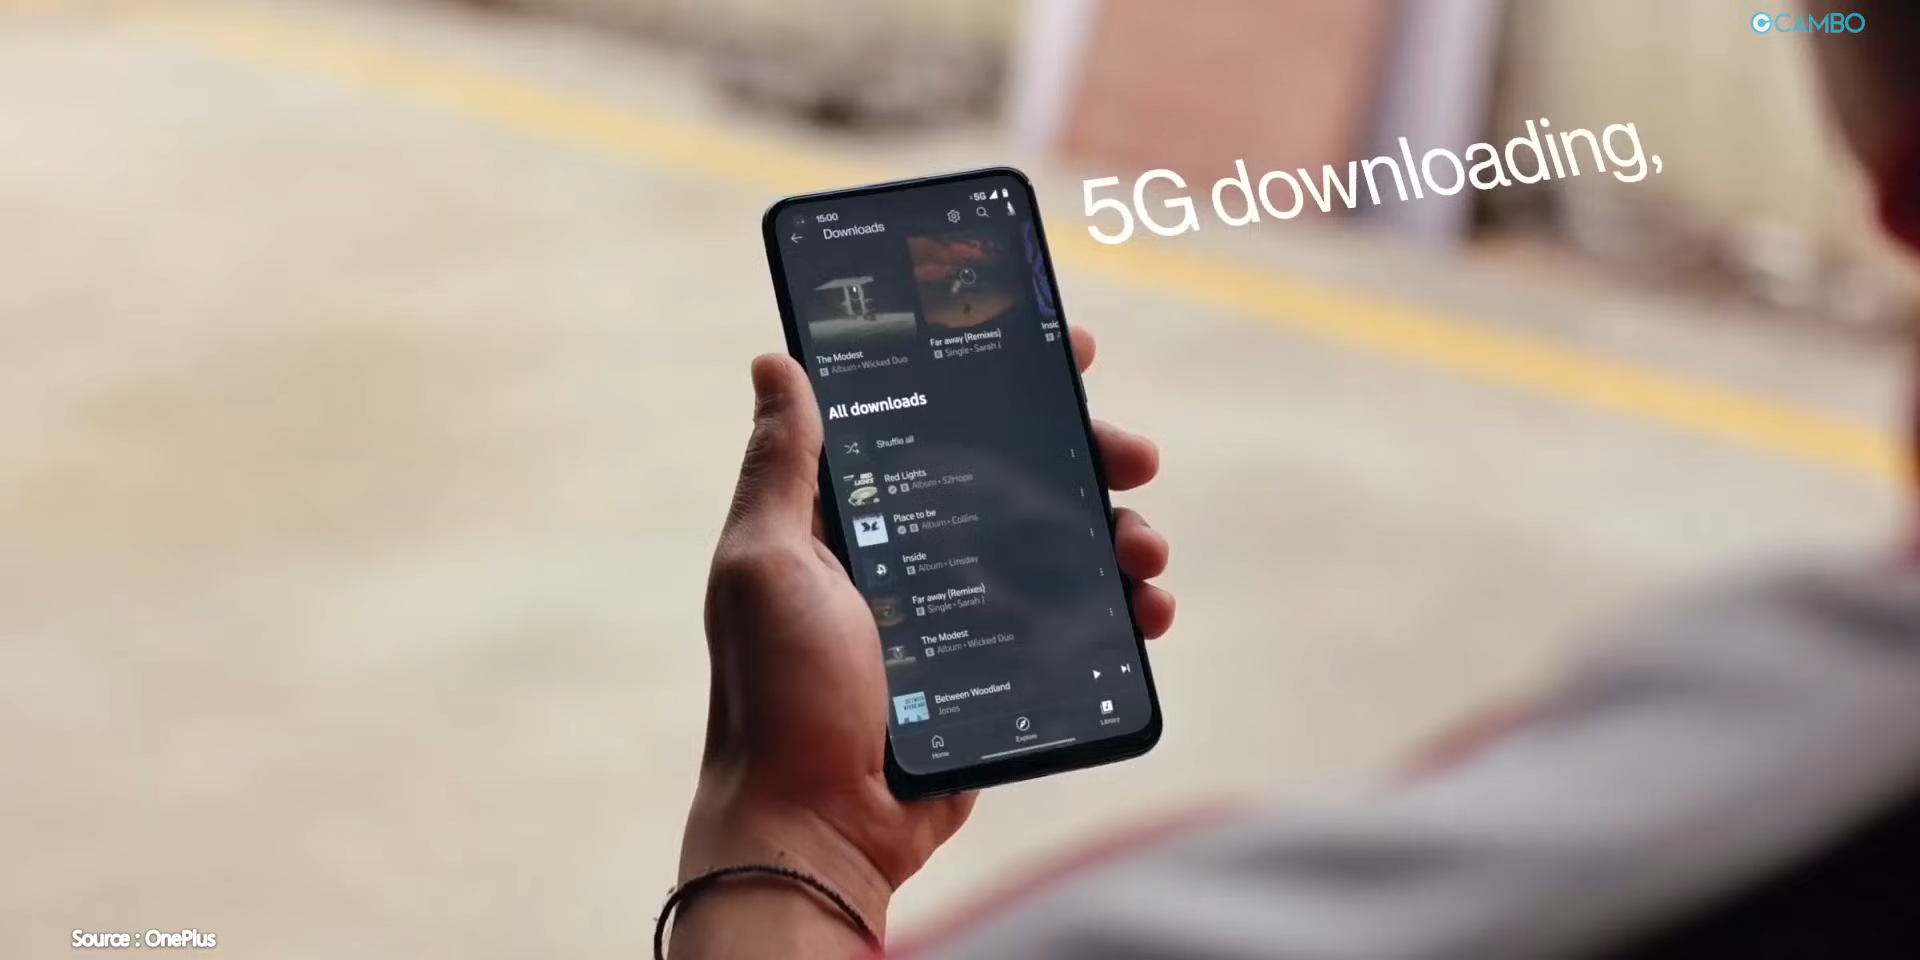 CAMBO
5G downloading,
5G
15:00
Downloads
The Modest
E Album • Wicked Duo
Far away (Remixes)
E Single • Sarah J
Insid
All downloads
Shuffle all
Red Lights
E Album • S2Hope
Place to be
E Album • Collins
Inside
E Album • Linsday
Far away (Remixes)
E Single • Sarah J
The Modest
E Album • Wicked Duo
Between Woodland
Jones
Home
Explore
Library
Source : OnePlus